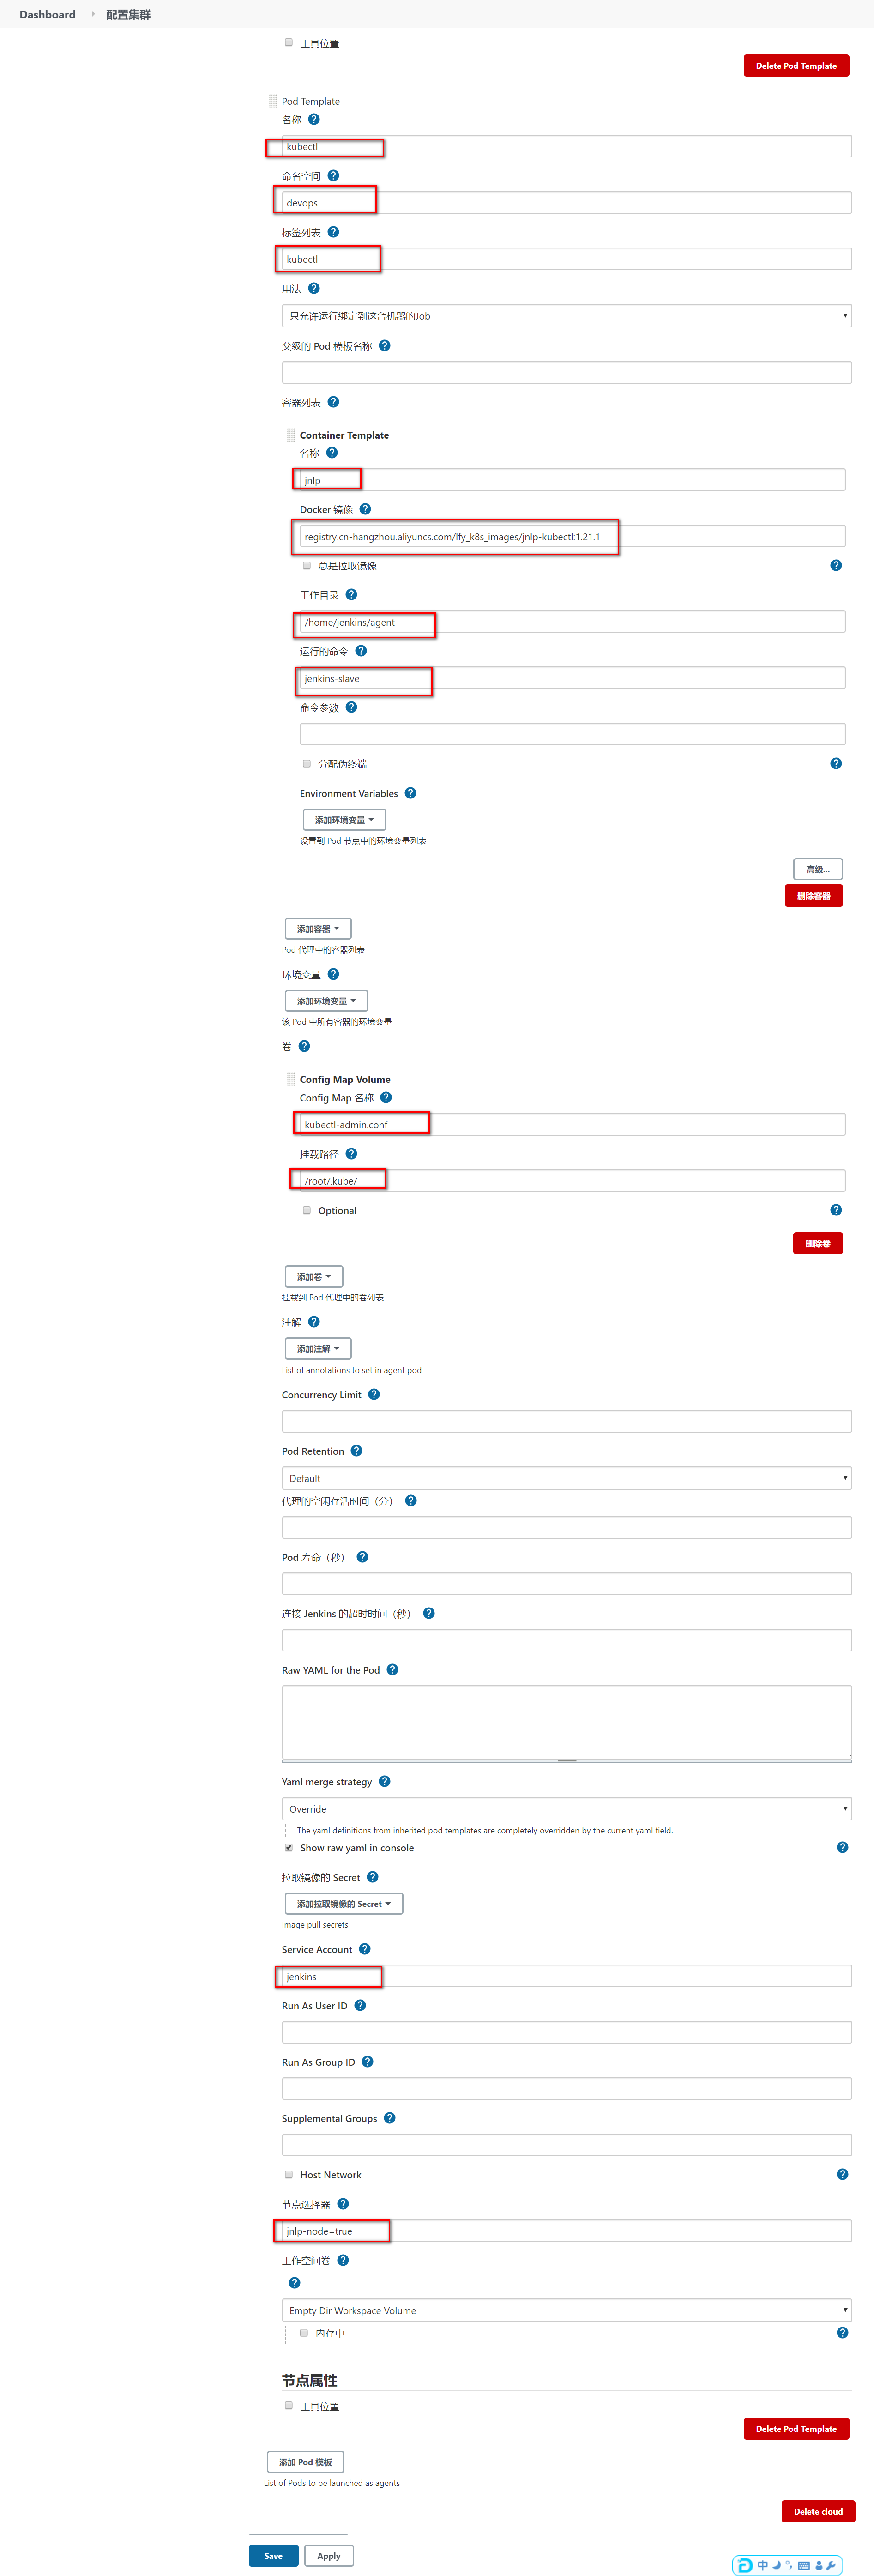 Dashboard › 配置集群
工具位置
Delete Pod Template
Pod Template
名称
kubectl
命名空间
devops
标签列表
kubectl
用法
只允许运行绑定到这台机器的Job
父级的 Pod 模板名称
容器列表
Container Template
名称
jnlp
Docker 镜像
registry.cn-hangzhou.aliyuncs.com/lfy_k8s_images/jnlp-kubectl:1.21.1
总是拉取镜像
工作目录
/home/jenkins/agent
运行的命令
jenkins-slave
命令参数
分配伪终端
Environment Variables
添加环境变量
设置到 Pod 节点中的环境变量列表
高级...
删除容器
添加容器
Pod 代理中的容器列表
环境变量
添加环境变量
该 Pod 中所有容器的环境变量
卷
Config Map Volume
Config Map 名称
kubectl-admin.conf
挂载路径
/root/.kube/
Optional
删除卷
添加卷
挂载到 Pod 代理中的卷列表
注解
添加注解
List of annotations to set in agent pod
Concurrency Limit
Pod Retention
Default
代理的空闲存活时间（分）
Pod 寿命（秒）
连接 Jenkins 的超时时间（秒）
Raw YAML for the Pod
Yaml merge strategy
Override
The yaml definitions from inherited pod templates are completely overridden by the current yaml field.
Show raw yaml in console
拉取镜像的 Secret
添加拉取镜像的 Secret
Image pull secrets
Service Account
jenkins
Run As User ID
Run As Group ID
Supplemental Groups
Host Network
节点选择器
jnlp-node=true
工作空间卷
Empty Dir Workspace Volume
内存中
节点属性
工具位置
Delete Pod Template
添加 Pod 模板
List of Pods to be launched as agents
Delete cloud
Save
Apply
中